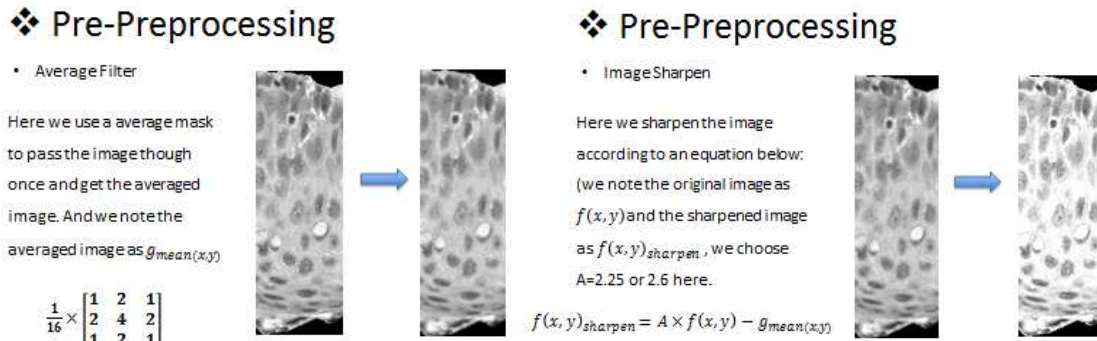 ❖ Pre-Preprocessing
• Average Filter
Here we use a average mask
to pass the image though
once and get the averaged
image. And we note the
averaged image as g_mean(x,y)
1/16 × [1 2 1
2 4 2
1 2 1]
❖ Pre-Preprocessing
• Image Sharpen
Here we sharpen the image
according to an equation below:
(we note the original image as
f(x,y) and the sharpened image
as f(x,y)_sharpen , we choose
A=2.25 or 2.6 here.
f(x,y)_sharpen = A × f(x,y) − g_mean(x,y)